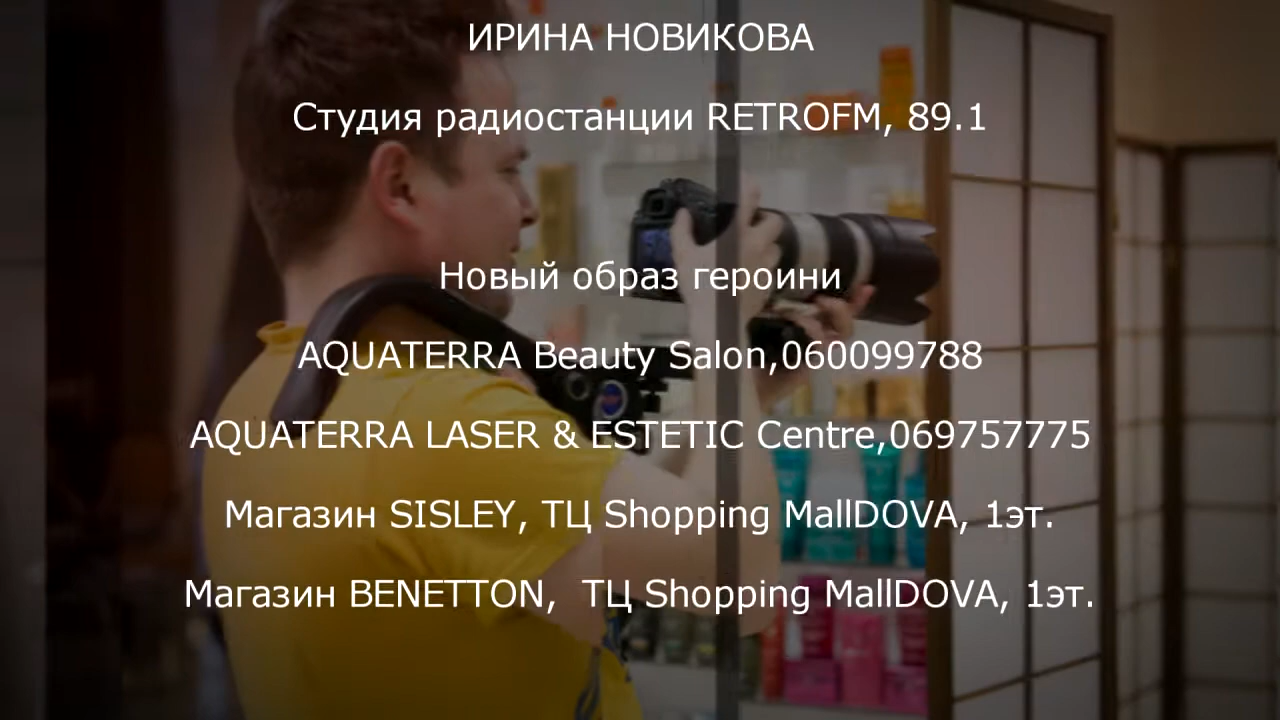 ИРИНА НОВИКОВА
Студия радиостанции RETROFM, 89.1
Новый образ героини
AQUATERRA Beauty Salon,060099788
AQUATERRA LASER & ESTETIC Centre,069757775
Магазин SISLEY, ТЦ Shopping MallDOVA, 1эт.
Магазин BENETTON,  ТЦ Shopping MallDOVA, 1эт.